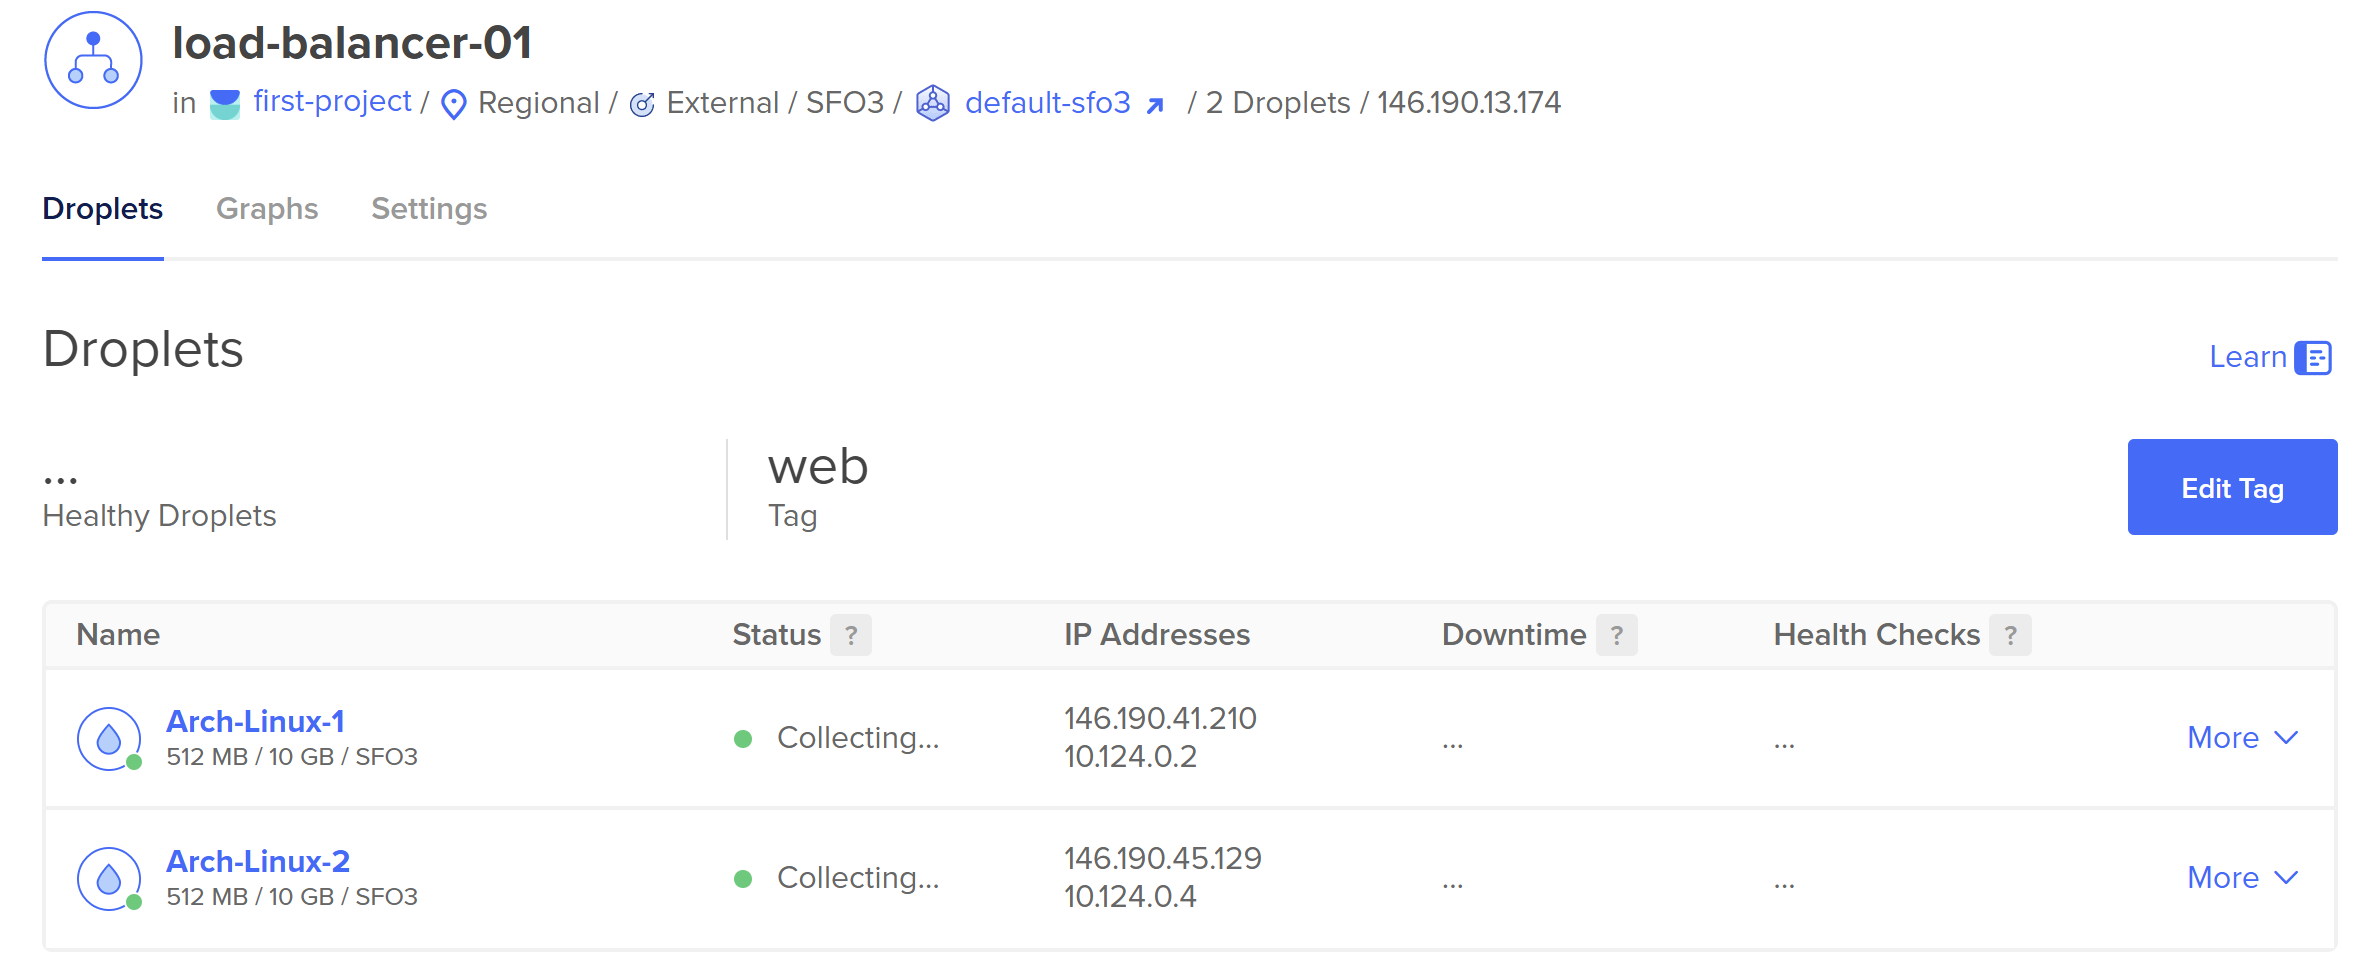 load-balancer-01
in first-project / Regional / External / SFO3 / default-sfo3 / 2 Droplets / 146.190.13.174
Droplets Graphs Settings
Droplets
Learn
...
Healthy Droplets
web
Tag
Edit Tag
Name Status ? IP Addresses Downtime ? Health Checks ?
Arch-Linux-1
512 MB / 10 GB / SFO3
Collecting...
146.190.41.210
10.124.0.2
...
...
More
Arch-Linux-2
512 MB / 10 GB / SFO3
Collecting...
146.190.45.129
10.124.0.4
...
...
More